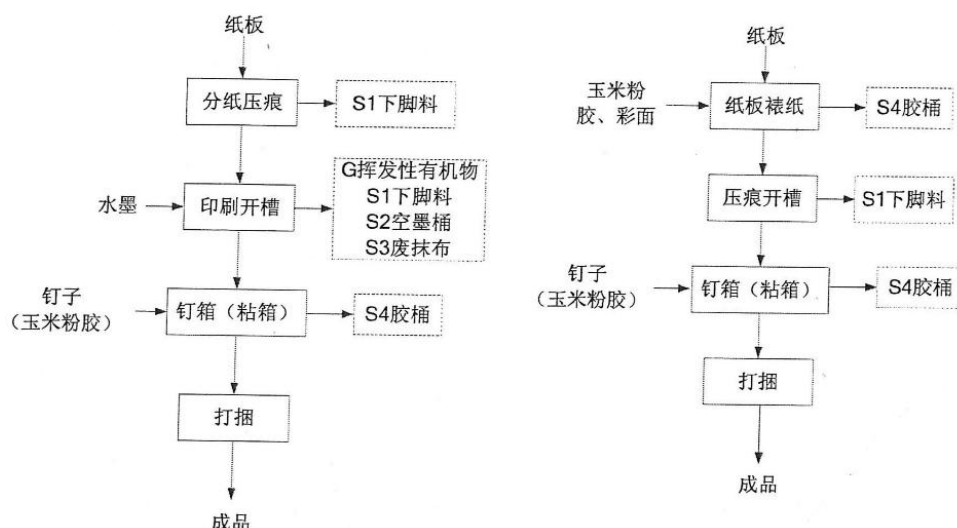 纸板
分纸压痕
S1下脚料
水墨
印刷开槽
G挥发性有机物
S1下脚料
S2空墨桶
S3废抹布
钉子
（玉米粉胶）
钉箱（粘箱）
S4胶桶
打捆
成品
纸板
玉米粉
胶、彩面
纸板裱纸
S4胶桶
压痕开槽
S1下脚料
钉子
（玉米粉胶）
钉箱（粘箱）
S4胶桶
打捆
成品